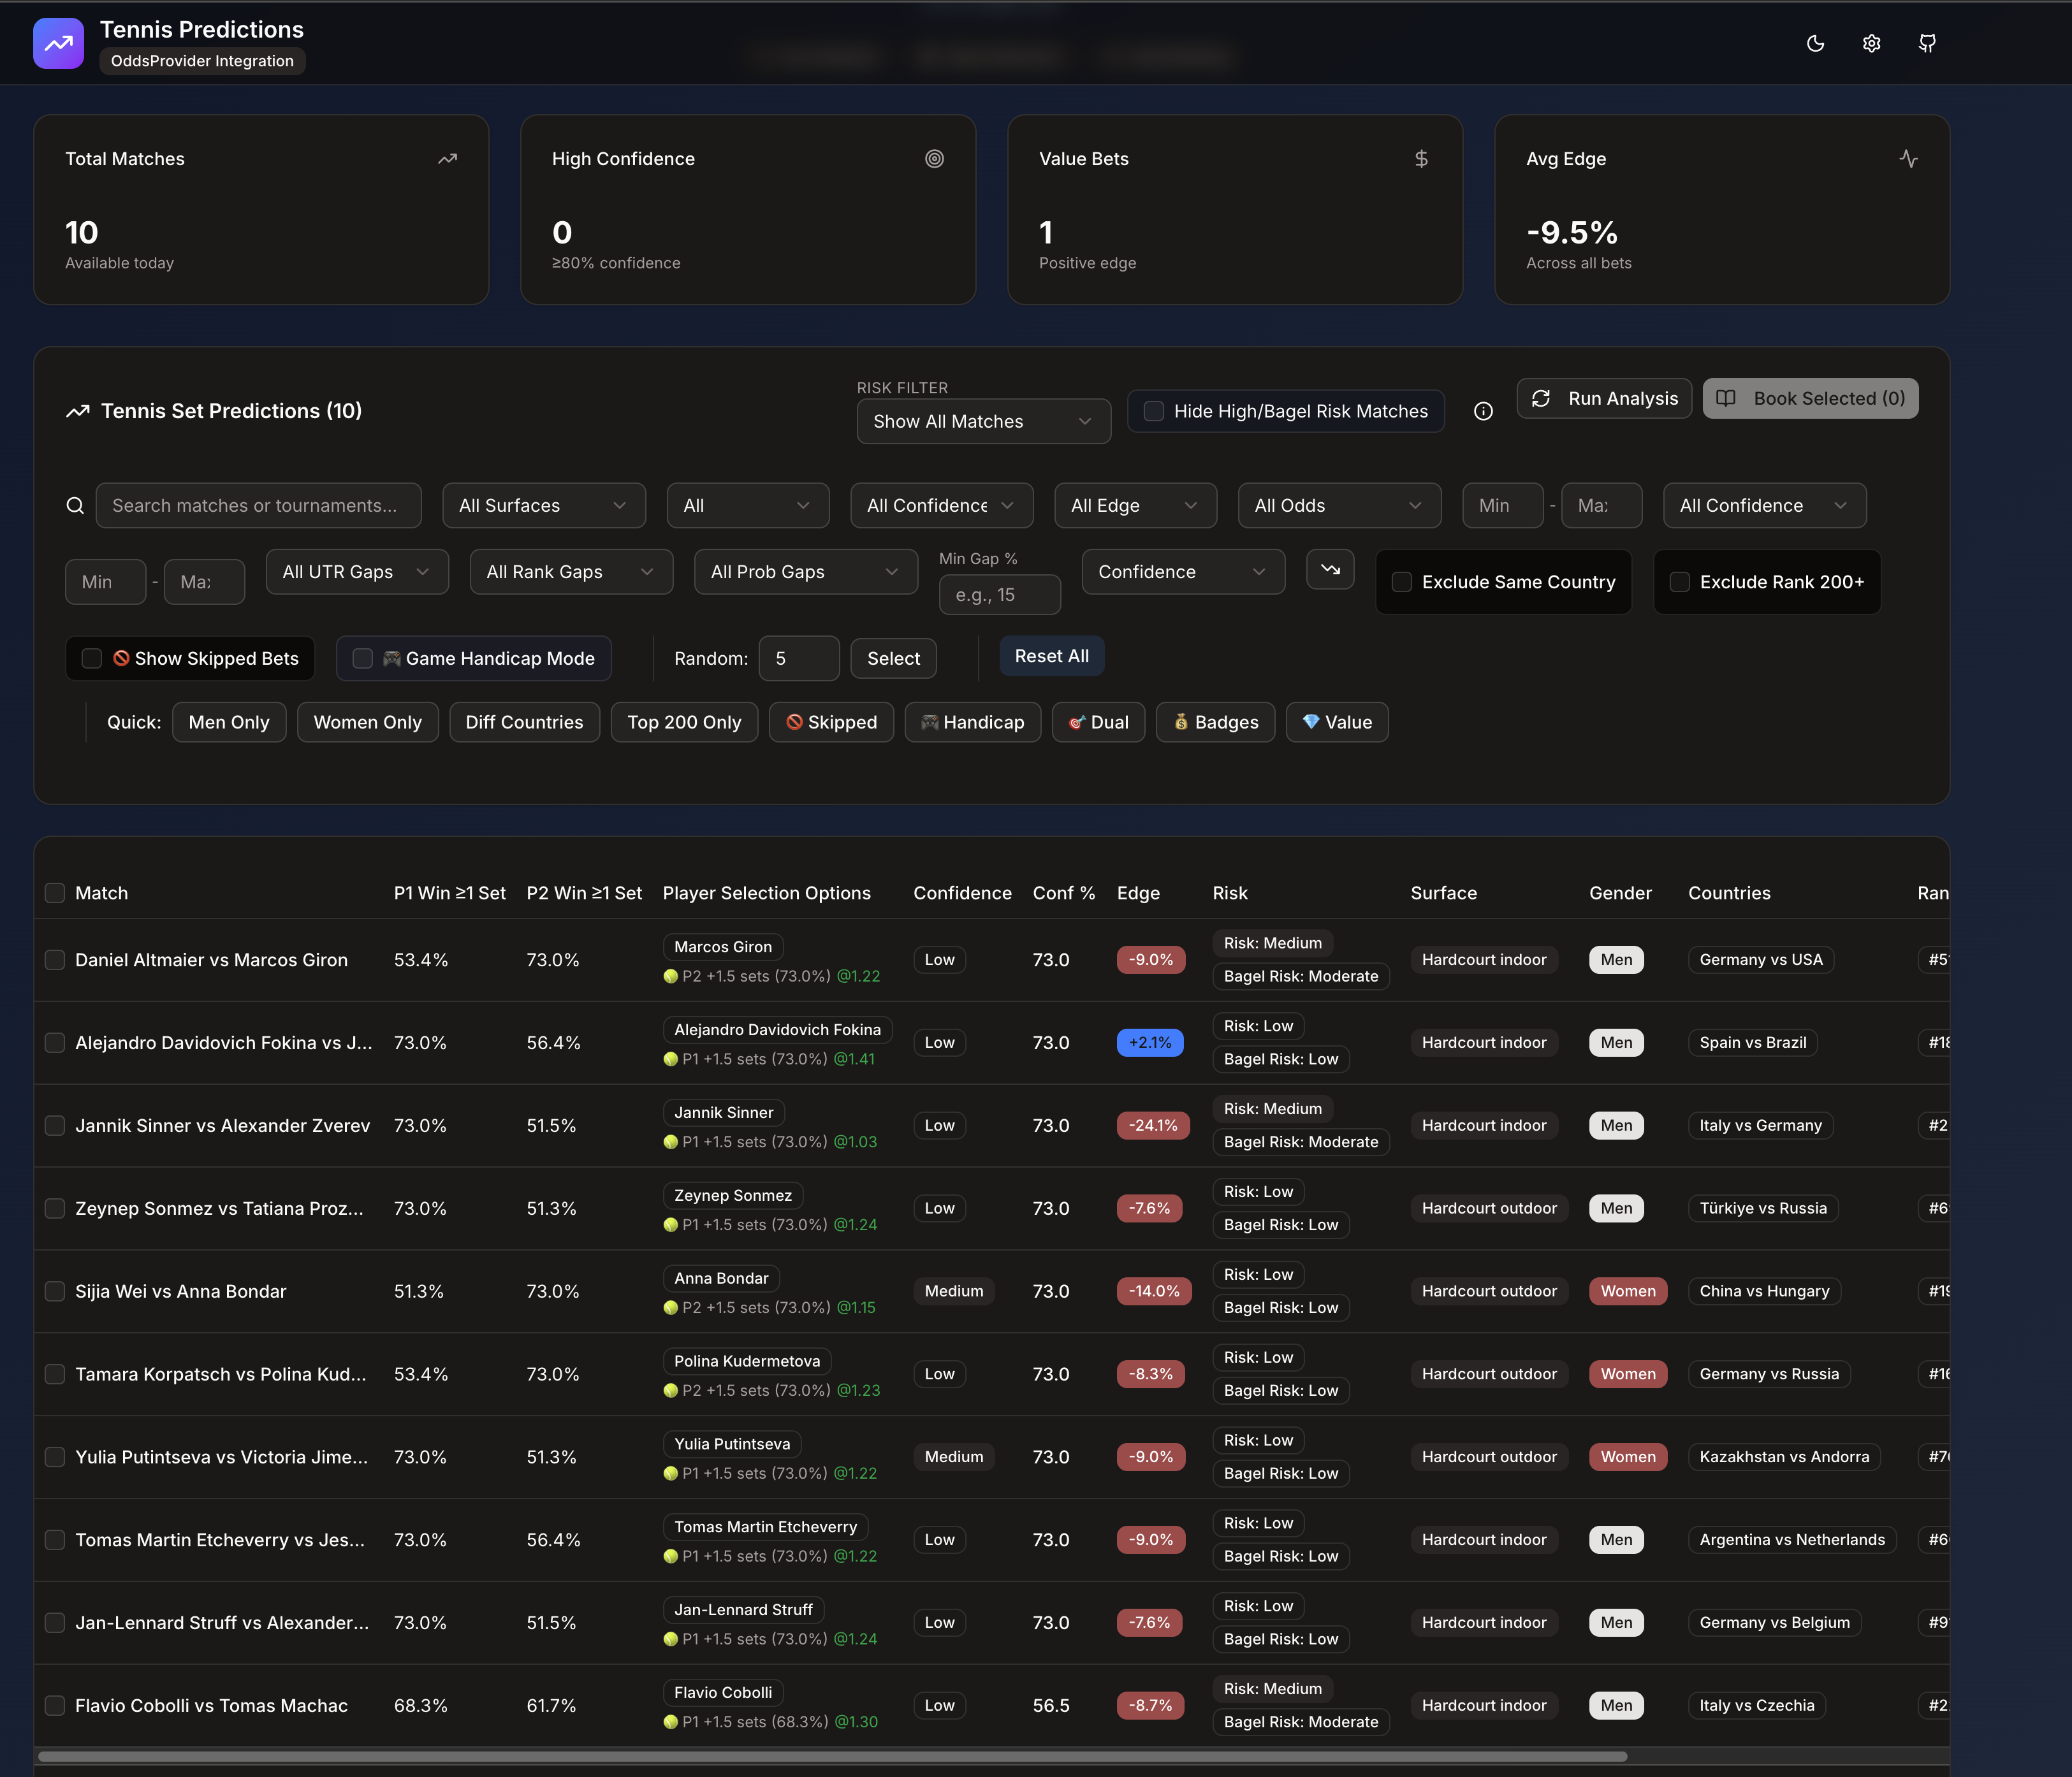 Tennis Predictions
OddsProvider Integration
Total Matches
10
Available today
High Confidence
0
≥80% confidence
Value Bets
1
Positive edge
Avg Edge
-9.5%
Across all bets
Tennis Set Predictions (10)
RISK FILTER
Show All Matches
Hide High/Bagel Risk Matches
Run Analysis
Book Selected (0)
Search matches or tournaments...
All Surfaces
All
All Confidence
All Edge
All Odds
Min - Ma
All Confidence
Min - Ma
All UTR Gaps
All Rank Gaps
All Prob Gaps
Min Gap %
e.g., 15
Confidence
Exclude Same Country
Exclude Rank 200+
🚫 Show Skipped Bets
🎮 Game Handicap Mode
Random: 5 Select
Reset All
Quick: Men Only Women Only Diff Countries Top 200 Only 🚫 Skipped 🎮 Handicap 🎯 Dual 💰 Badges 💎 Value
Match P1 Win ≥1 Set P2 Win ≥1 Set Player Selection Options Confidence Conf % Edge Risk Surface Gender Countries Ran
Daniel Altmaier vs Marcos Giron 53.4% 73.0% Marcos Giron
🎾 P2 +1.5 sets (73.0%) @1.22
Low 73.0 -9.0% Risk: Medium
Bagel Risk: Moderate
Hardcourt indoor Men Germany vs USA #5
Alejandro Davidovich Fokina vs J... 73.0% 56.4% Alejandro Davidovich Fokina
🎾 P1 +1.5 sets (73.0%) @1.41
Low 73.0 +2.1% Risk: Low
Bagel Risk: Low
Hardcourt indoor Men Spain vs Brazil #18
Jannik Sinner vs Alexander Zverev 73.0% 51.5% Jannik Sinner
🎾 P1 +1.5 sets (73.0%) @1.03
Low 73.0 -24.1% Risk: Medium
Bagel Risk: Moderate
Hardcourt indoor Men Italy vs Germany #2
Zeynep Sonmez vs Tatiana Proz... 73.0% 51.3% Zeynep Sonmez
🎾 P1 +1.5 sets (73.0%) @1.24
Low 73.0 -7.6% Risk: Low
Bagel Risk: Low
Hardcourt outdoor Men Türkiye vs Russia #6
Sijia Wei vs Anna Bondar 51.3% 73.0% Anna Bondar
🎾 P2 +1.5 sets (73.0%) @1.15
Medium 73.0 -14.0% Risk: Low
Bagel Risk: Low
Hardcourt outdoor Women China vs Hungary #19
Tamara Korpatsch vs Polina Kud... 53.4% 73.0% Polina Kudermetova
🎾 P2 +1.5 sets (73.0%) @1.23
Low 73.0 -8.3% Risk: Low
Bagel Risk: Low
Hardcourt outdoor Women Germany vs Russia #16
Yulia Putintseva vs Victoria Jime... 73.0% 51.3% Yulia Putintseva
🎾 P1 +1.5 sets (73.0%) @1.22
Medium 73.0 -9.0% Risk: Low
Bagel Risk: Low
Hardcourt outdoor Women Kazakhstan vs Andorra #7
Tomas Martin Etcheverry vs Jes... 73.0% 56.4% Tomas Martin Etcheverry
🎾 P1 +1.5 sets (73.0%) @1.22
Low 73.0 -9.0% Risk: Low
Bagel Risk: Low
Hardcourt indoor Men Argentina vs Netherlands #6
Jan-Lennard Struff vs Alexander... 73.0% 51.5% Jan-Lennard Struff
🎾 P1 +1.5 sets (73.0%) @1.24
Low 73.0 -7.6% Risk: Low
Bagel Risk: Low
Hardcourt indoor Men Germany vs Belgium #9
Flavio Cobolli vs Tomas Machac 68.3% 61.7% Flavio Cobolli
🎾 P1 +1.5 sets (68.3%) @1.30
Low 56.5 -8.7% Risk: Medium
Bagel Risk: Moderate
Hardcourt indoor Men Italy vs Czechia #2